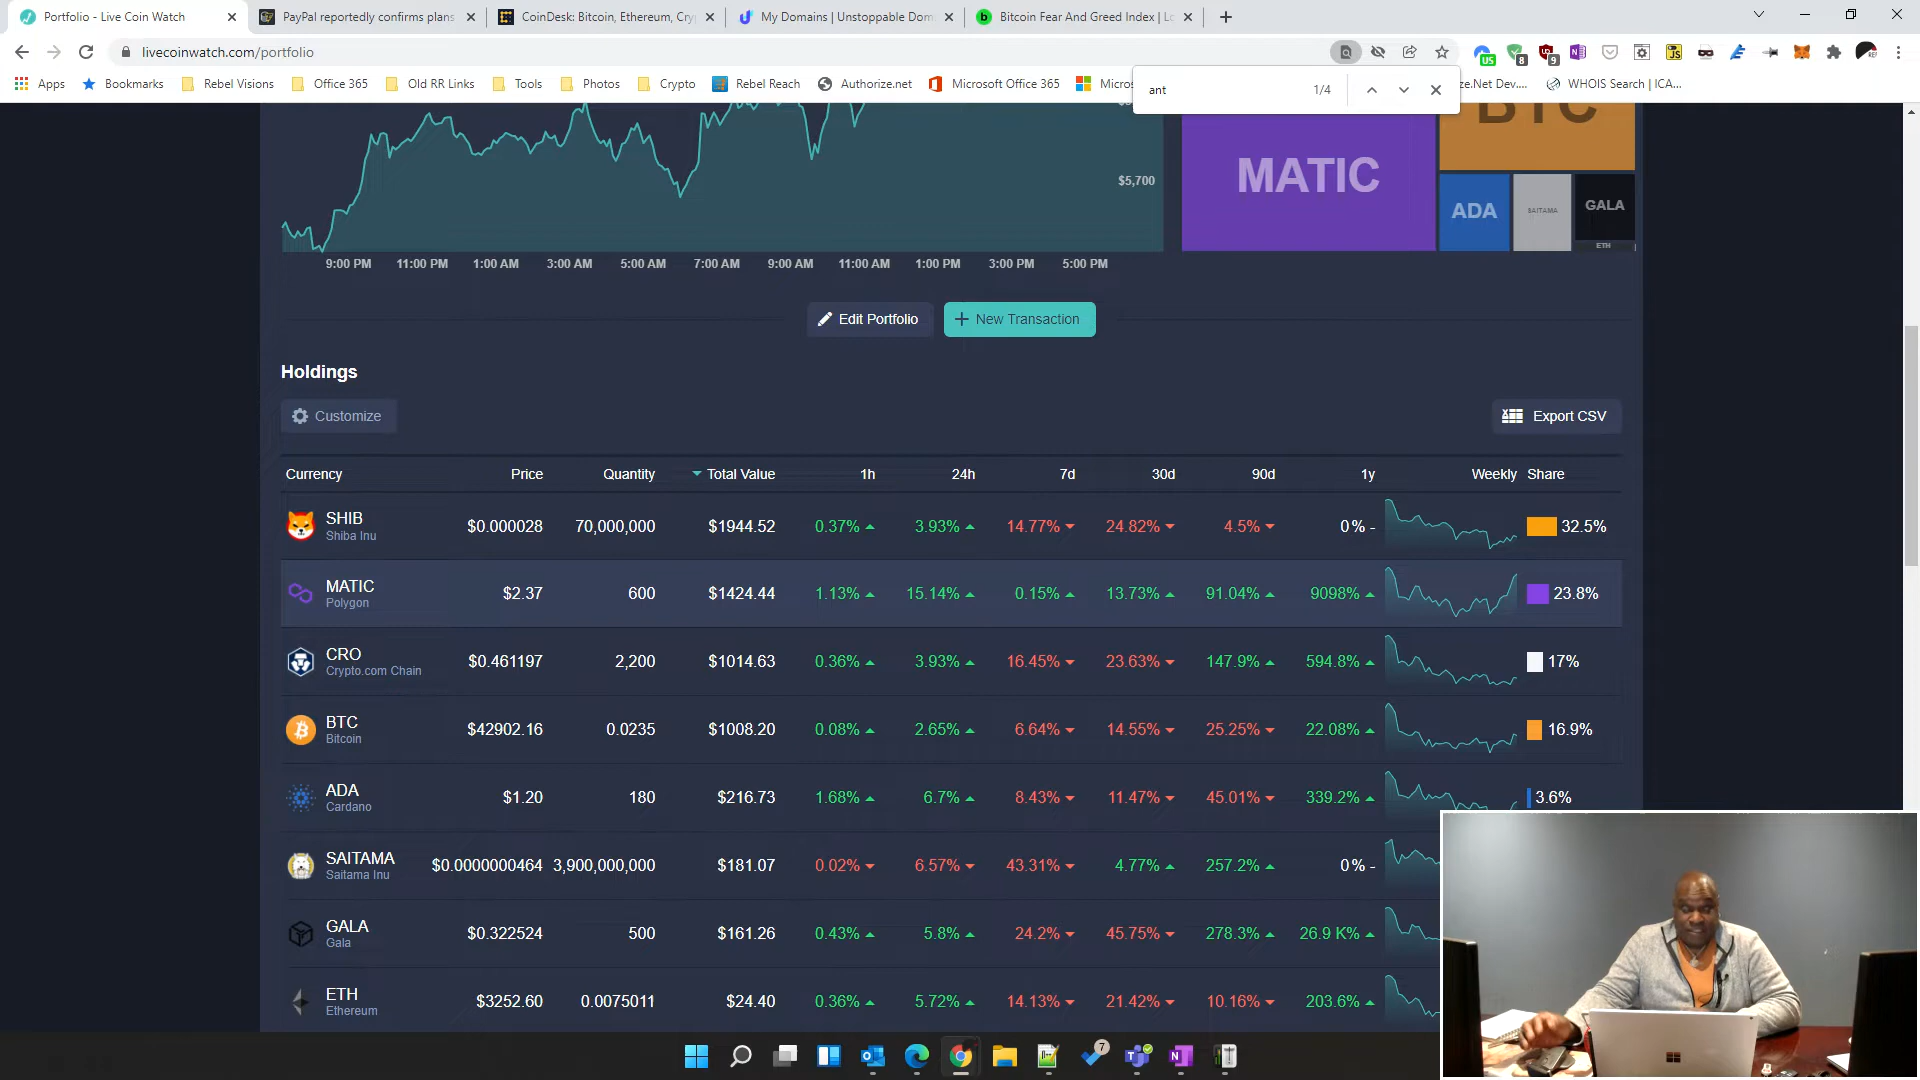 Portfolio - Live Coin Watch
PayPal reportedly confirms plans
CoinDesk: Bitcoin, Ethereum, Cry
My Domains | Unstoppable Dom
Bitcoin Fear And Greed Index | Lo
livecoinwatch.com/portfolio
US
8
9
JS
Apps
Bookmarks
Rebel Visions
Office 365
Old RR Links
Tools
Photos
Crypto
Rebel Reach
Authorize.net
Microsoft Office 365
Micros
ze.Net Dev....
WHOIS Search | ICA...
ant
1/4
$5,700
BTC
MATIC
ADA
SAITAMA
GALA
ETH
9:00 PM 11:00 PM 1:00 AM 3:00 AM 5:00 AM 7:00 AM 9:00 AM 11:00 AM 1:00 PM 3:00 PM 5:00 PM
Edit Portfolio
New Transaction
Holdings
Customize
Export CSV
Currency Price Quantity Total Value 1h 24h 7d 30d 90d 1y Weekly Share
SHIB $0.000028 70,000,000 $1944.52 0.37% 3.93% 14.77% 24.82% 4.5% 0% - 32.5%
Shiba Inu
MATIC $2.37 600 $1424.44 1.13% 15.14% 0.15% 13.73% 91.04% 9098% 23.8%
Polygon
CRO $0.461197 2,200 $1014.63 0.36% 3.93% 16.45% 23.63% 147.9% 594.8% 17%
Crypto.com Chain
BTC $42902.16 0.0235 $1008.20 0.08% 2.65% 6.64% 14.55% 25.25% 22.08% 16.9%
Bitcoin
ADA $1.20 180 $216.73 1.68% 6.7% 8.43% 11.47% 45.01% 339.2% 3.6%
Cardano
SAITAMA $0.0000000464 3,900,000,000 $181.07 0.02% 6.57% 43.31% 4.77% 257.2% 0% -
Saitama Inu
GALA $0.322524 500 $161.26 0.43% 5.8% 24.2% 45.75% 278.3% 26.9 K%
Gala
ETH $3252.60 0.0075011 $24.40 0.36% 5.72% 14.13% 21.42% 10.16% 203.6%
Ethereum
7